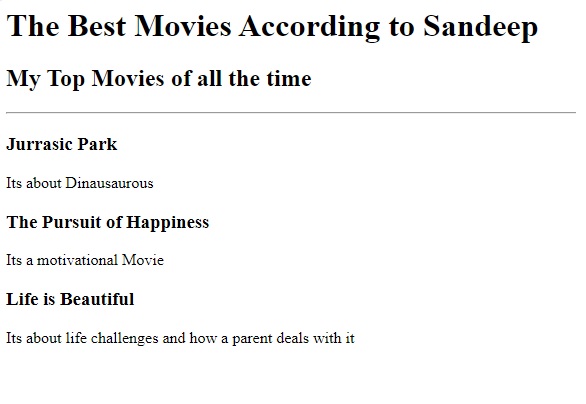 The Best Movies According to Sandeep
My Top Movies of all the time
Jurrasic Park
Its about Dinausaurous
The Pursuit of Happiness
Its a motivational Movie
Life is Beautiful
Its about life challenges and how a parent deals with it